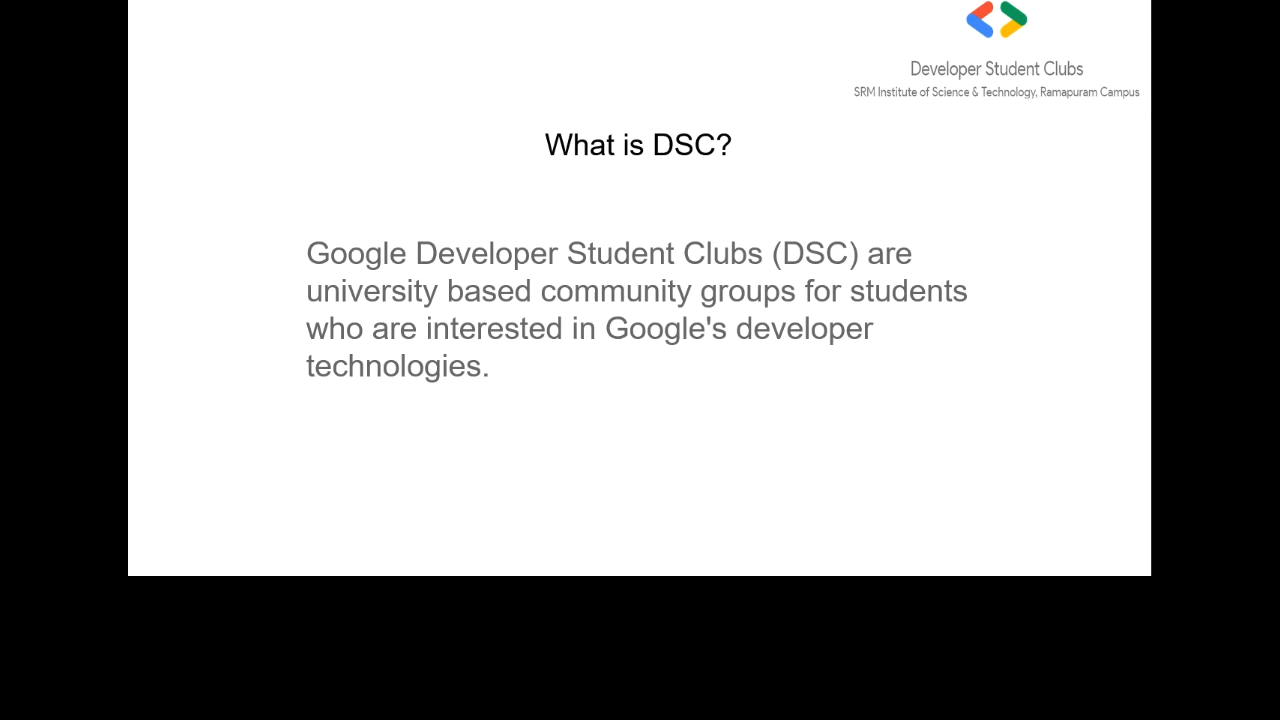 Developer Student Clubs
SRM Institute of Science & Technology, Ramapuram Campus
What is DSC?
Google Developer Student Clubs (DSC) are
university based community groups for students
who are interested in Google's developer
technologies.